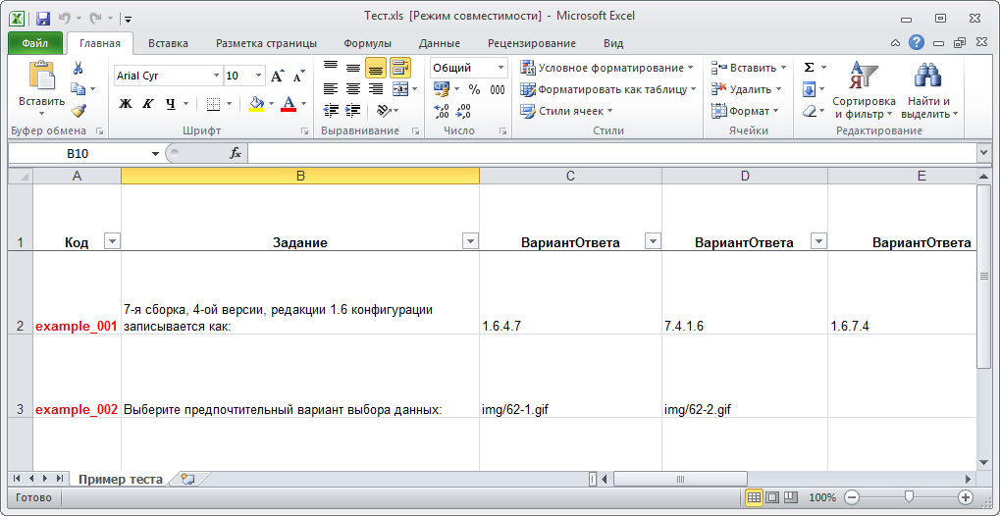 Тест.xls [Режим совместимости] - Microsoft Excel
Файл Главная Вставка Разметка страницы Формулы Данные Рецензирование Вид
Arial Cyr 10 Общий Условное форматирование Вставить Σ
Вставить Форматировать как таблицу Удалить Сортировка и фильтр Найти и выделить
Ж К Ч А % 000 Стили ячеек Формат
Буфер обмена Шрифт Выравнивание Число Стили Ячейки Редактирование
B10 fx
A B C D E
1 Код Задание ВариантОтвета ВариантОтвета ВариантОтвета
7-я сборка, 4-ой версии, редакции 1.6 конфигурации
2 example_001 записывается как: 1.6.4.7 7.4.1.6 1.6.7.4
3 example_002 Выберите предпочтительный вариант выбора данных: img/62-1.gif img/62-2.gif
Пример теста
Готово 100%